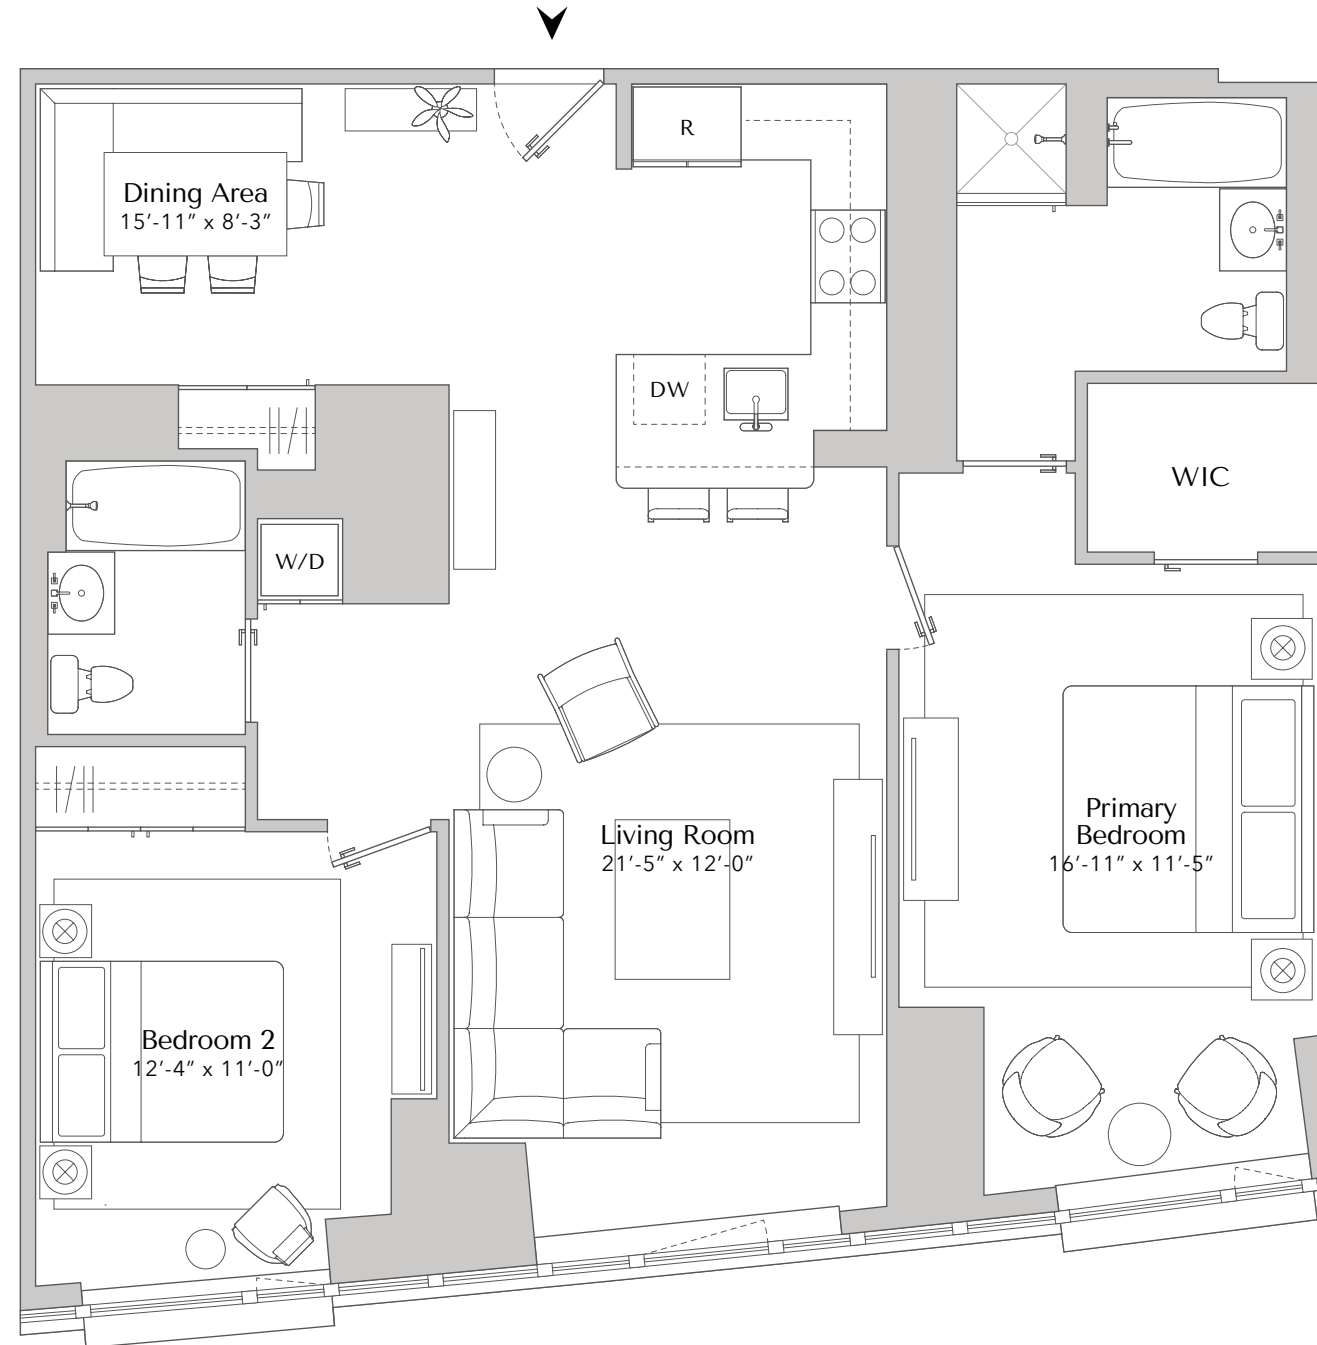 R
Dining Area
15’-11” x 8’-3”
DW
WIC
W/D
Living Room
21’-5” x 12’-0”
Primary
Bedroom
16’-11” x 11’-5”
Bedroom 2
12’-4” x 11’-0”